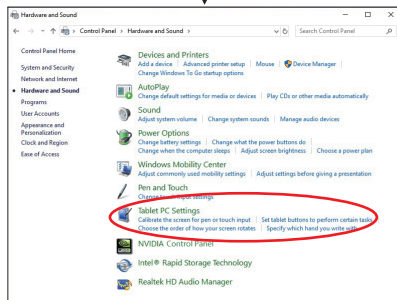 Hardware and Sound
Control Panel > Hardware and Sound >
Search Control Panel
Control Panel Home
System and Security
Network and Internet
Hardware and Sound
Programs
User Accounts
Appearance and
Personalization
Clock and Region
Ease of Access
Devices and Printers
Add a device | Advanced printer setup | Mouse | Device Manager |
Change Windows To Go startup options
AutoPlay
Change default settings for media or devices | Play CDs or other media automatically
Sound
Adjust system volume | Change system sounds | Manage audio devices
Power Options
Change battery settings | Change what the power buttons do |
Change when the computer sleeps | Adjust screen brightness | Choose a power plan
Windows Mobility Center
Adjust commonly used mobility settings | Adjust settings before giving a presentation
Pen and Touch
Change touch input settings
Tablet PC Settings
Calibrate the screen for pen or touch input | Set tablet buttons to perform certain tasks
Choose the order of how your screen rotates | Specify which hand you write with
NVIDIA Control Panel
Intel® Rapid Storage Technology
Realtek HD Audio Manager